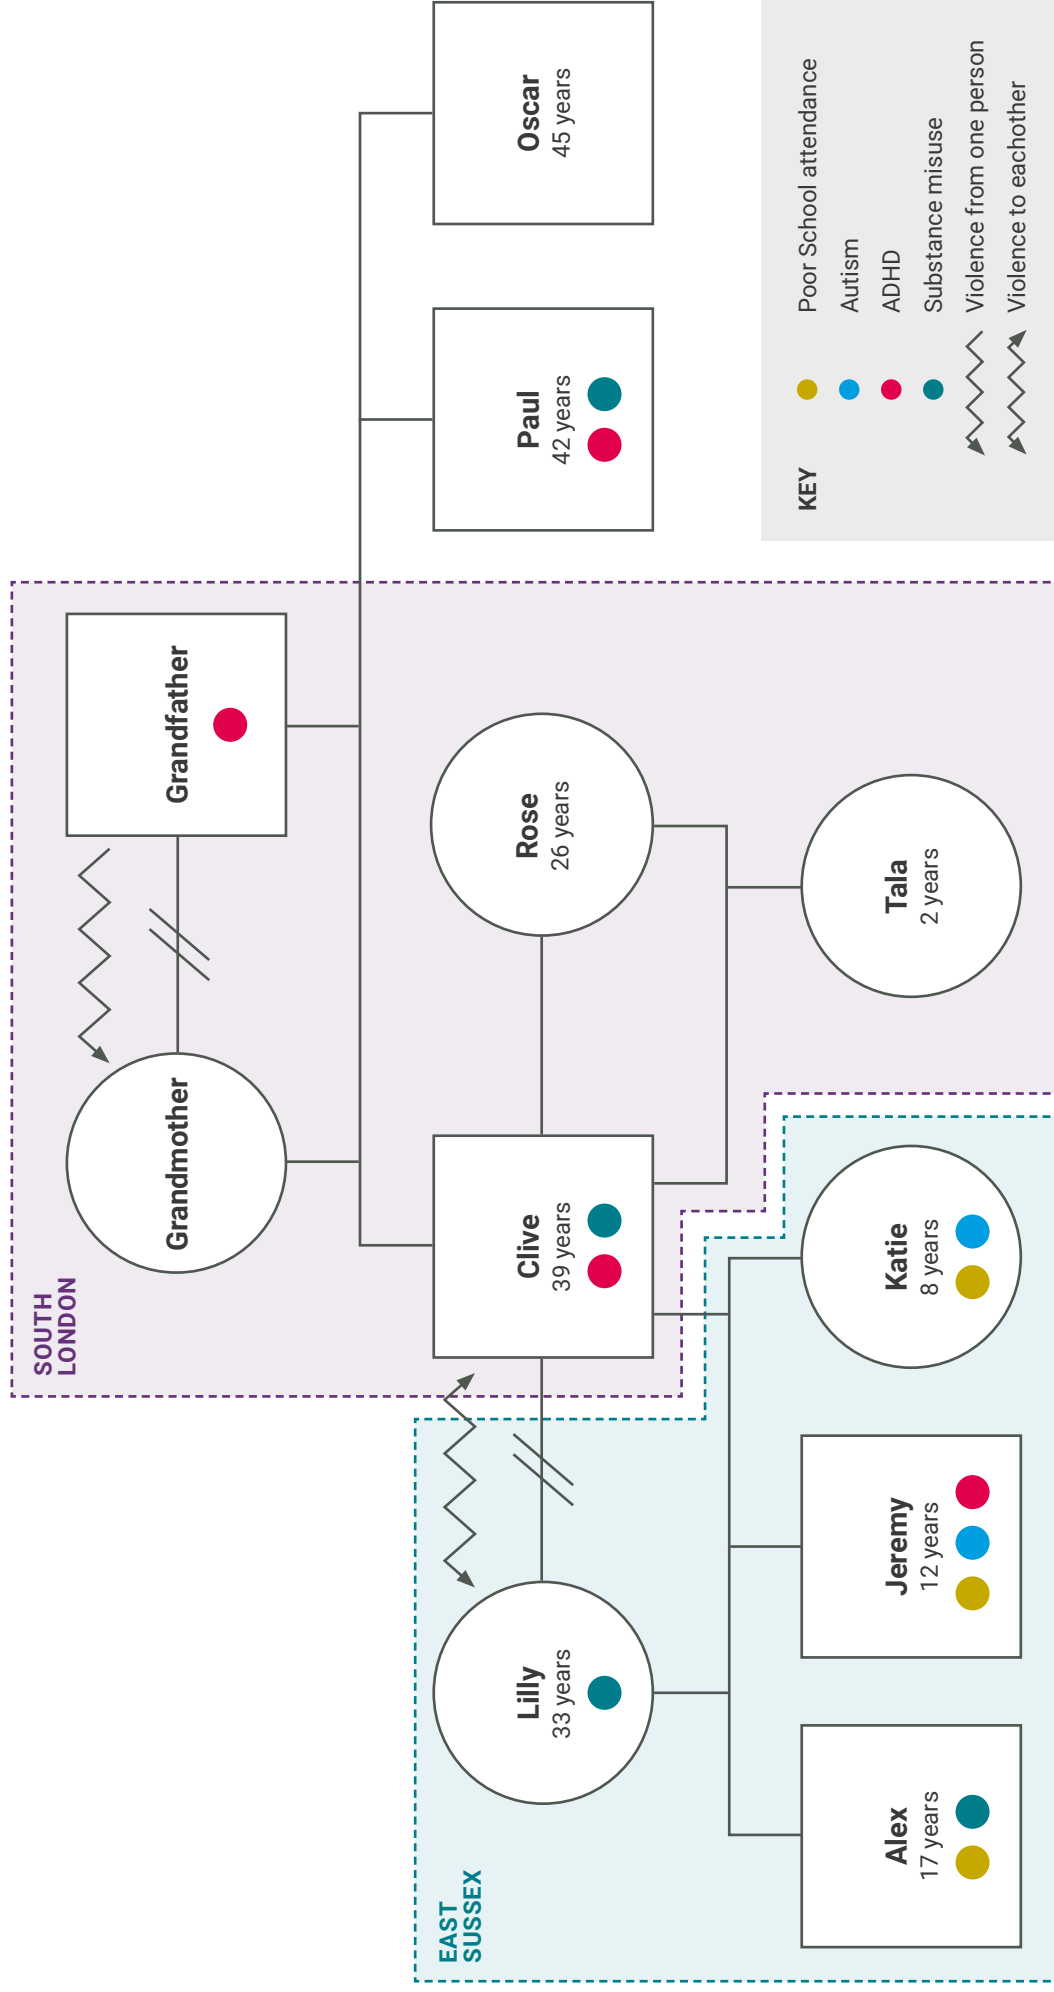 SOUTH
LONDON
Grandmother
Grandfather
EAST
SUSSEX
Lilly
33 years
Clive
39 years
Rose
26 years
Paul
42 years
Oscar
45 years
Alex
17 years
Jeremy
12 years
Katie
8 years
Tala
2 years
KEY
Poor School attendance
Autism
ADHD
Substance misuse
Violence from one person
Violence to eachother